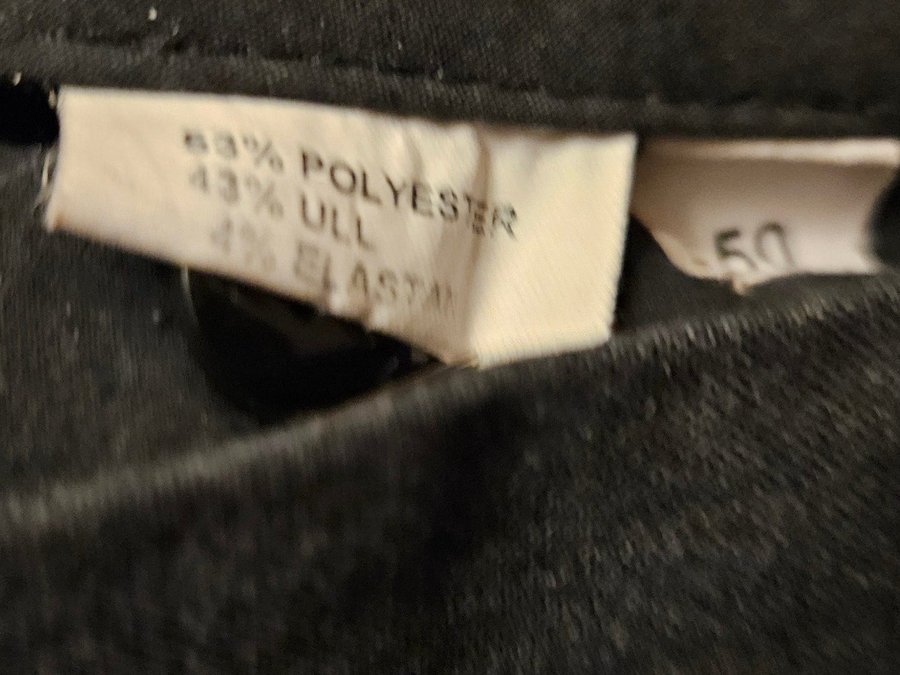 53% POLYESTER
43% ULL
4% ELASTAN
50